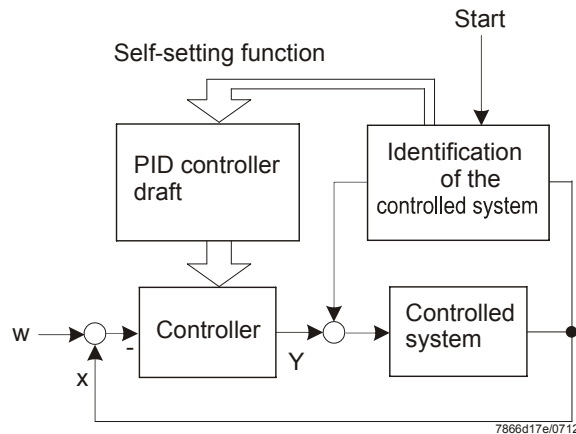 Start
Self-setting function
PID controller
draft
Identification
of the
controlled system
Controller
Controlled
system
w
-
Y
x
7866d17e/0712